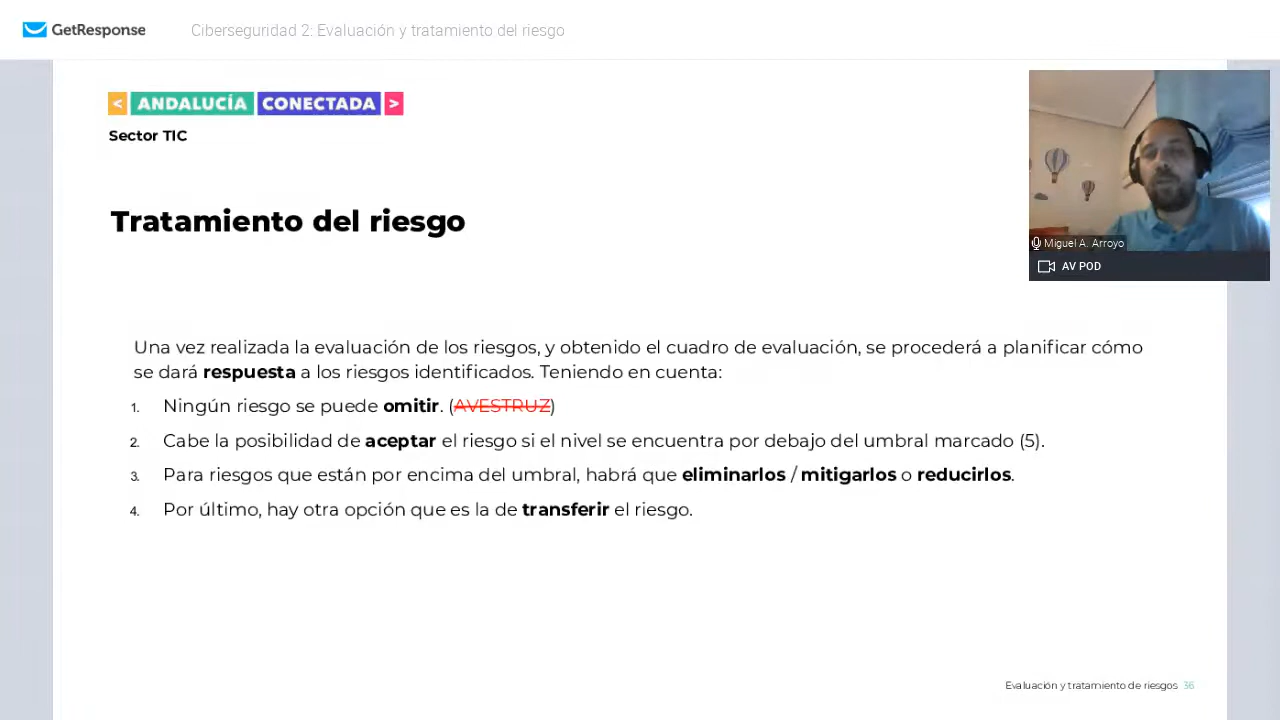 GetResponse
Ciberseguridad 2: Evaluación y tratamiento del riesgo
< ANDALUCÍA CONECTADA >
Sector TIC
Tratamiento del riesgo
Miguel A. Arroyo
AV POD
Una vez realizada la evaluación de los riesgos, y obtenido el cuadro de evaluación, se procederá a planificar cómo
se dará respuesta a los riesgos identificados. Teniendo en cuenta:
1. Ningún riesgo se puede omitir. (AVESTRUZ)
2. Cabe la posibilidad de aceptar el riesgo si el nivel se encuentra por debajo del umbral marcado (5).
3. Para riesgos que están por encima del umbral, habrá que eliminarlos / mitigarlos o reducirlos.
4. Por último, hay otra opción que es la de transferir el riesgo.
Evaluación y tratamiento de riesgos 36